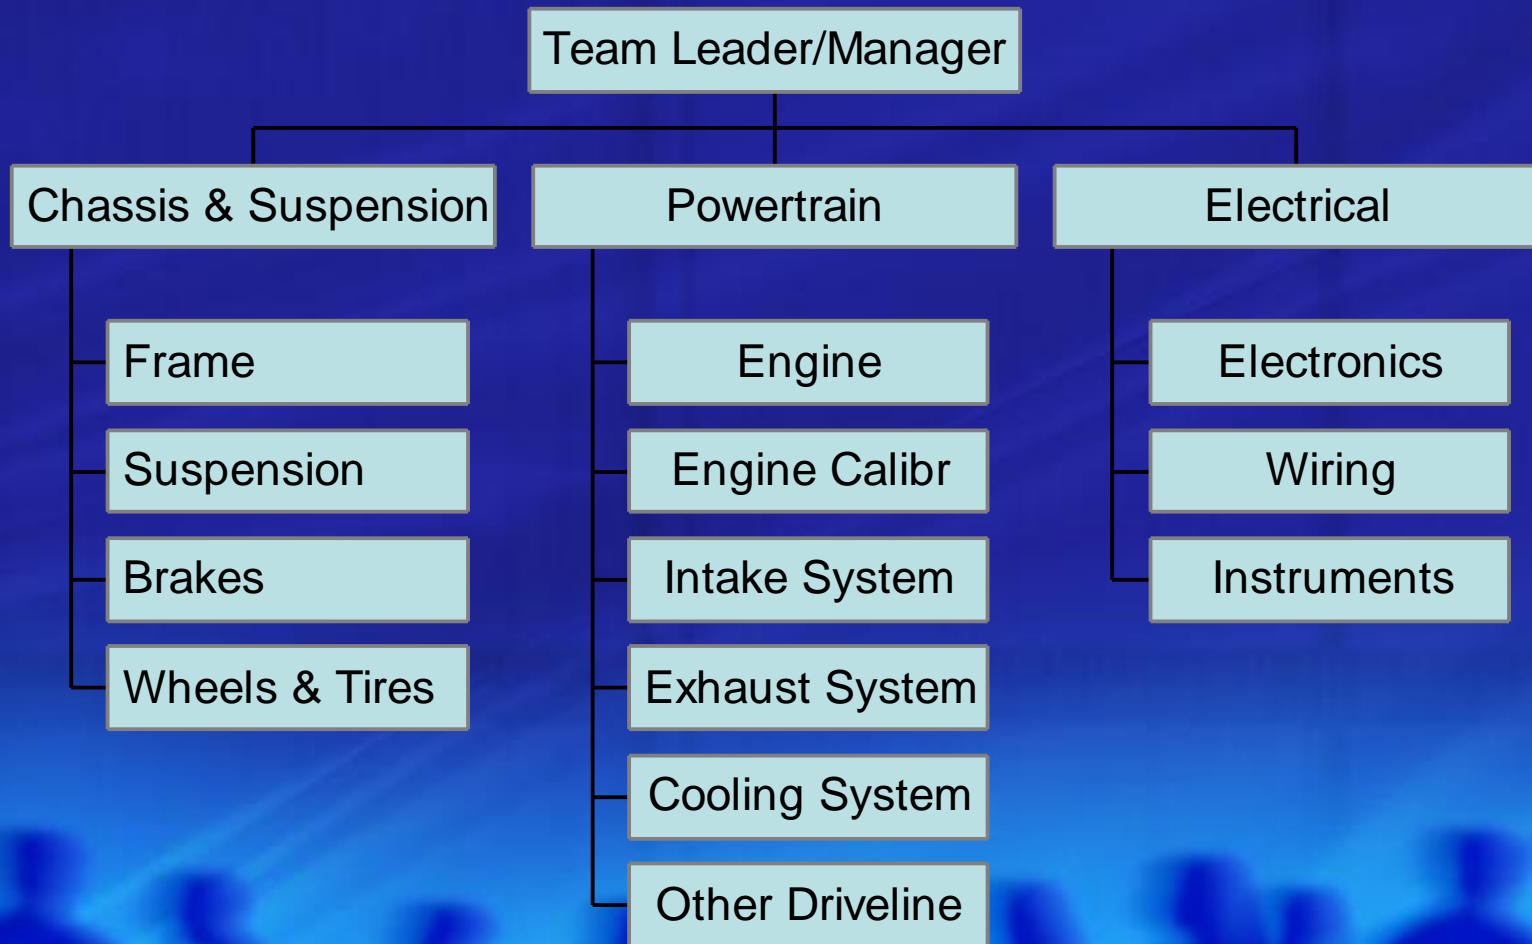 Team Leader/Manager
Chassis & Suspension
Powertrain
Electrical
Frame
Suspension
Brakes
Wheels & Tires
Engine
Engine Calibr
Intake System
Exhaust System
Cooling System
Other Driveline
Electronics
Wiring
Instruments